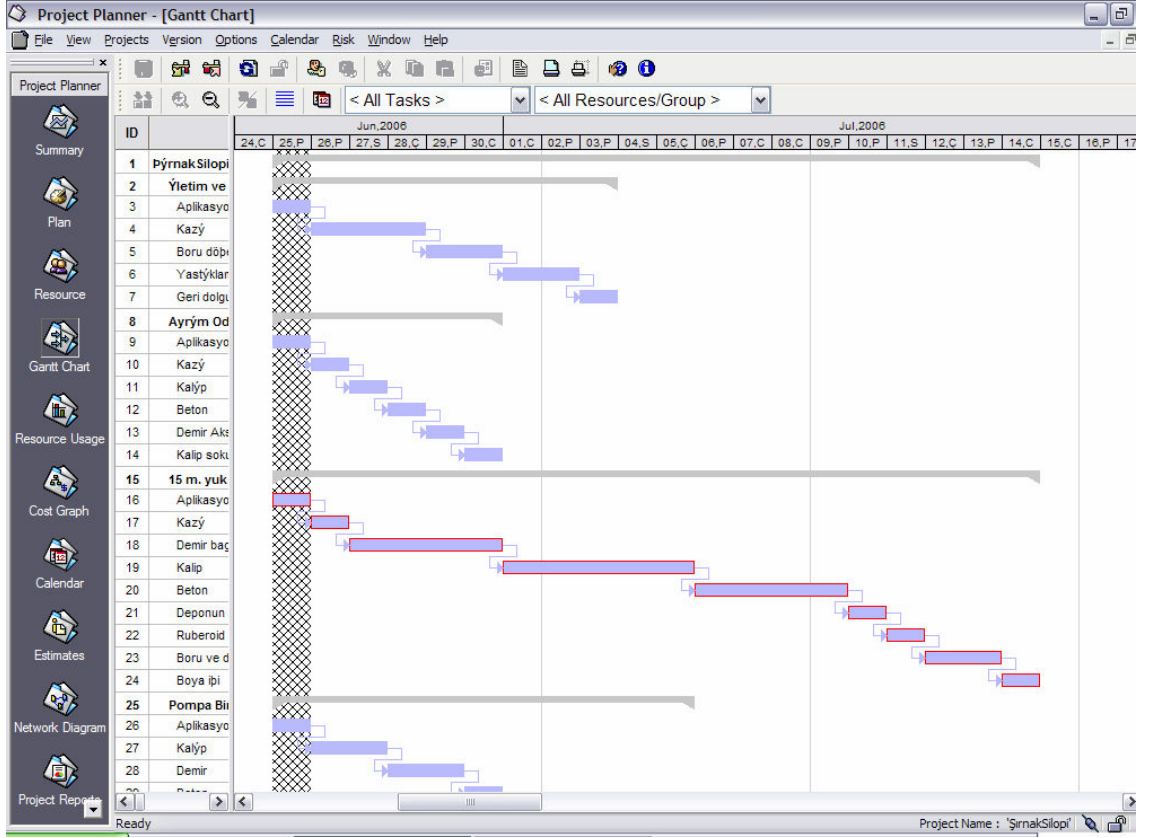 Project Planner - [Gantt Chart]
File View Projects Version Options Calendar Risk Window Help
Project Planner
< All Tasks > < All Resources/Group >
Summary
Plan
Resource
Gantt Chart
Resource Usage
Cost Graph
Calendar
Estimates
Network Diagram
Project Reports
ID
Jun,2006 Jul,2006
24,C 25,P 26,P 27,S 28,Ç 29,P 30,C 01,C 02,P 03,P 04,S 05,Ç 06,P 07,C 08,C 09,P 10,P 11,S 12,Ç 13,P 14,C 15,C 16,P 17
1 ÞýrnakSilopi
2 Ýletim ve
3 Aplikasyo
4 Kazý
5 Boru döþe
6 Yastýklar
7 Geri dolgu
8 Ayrým Od
9 Aplikasyo
10 Kazý
11 Kalýp
12 Beton
13 Demir Aks
14 Kalip soku
15 15 m. yuk
16 Aplikasyo
17 Kazý
18 Demir bag
19 Kalip
20 Beton
21 Deponun
22 Ruberoid
23 Boru ve d
24 Boya iþi
25 Pompa Bi
26 Aplikasyo
27 Kalýp
28 Demir
Ready
Project Name : 'ŞırnakSilopi'